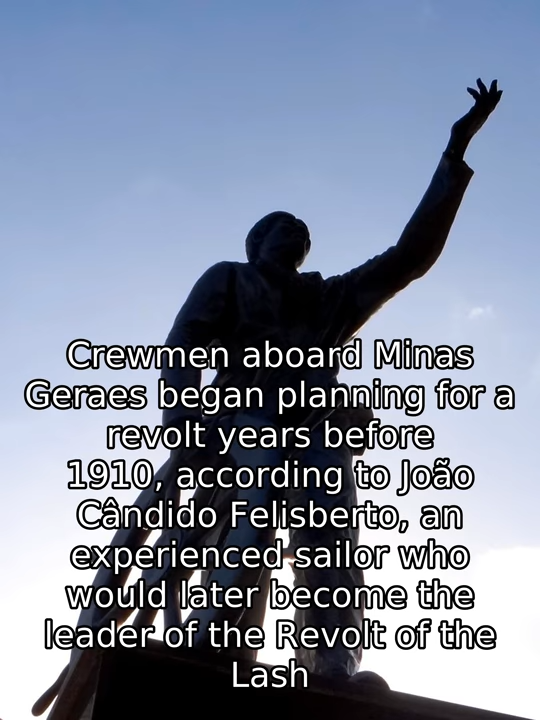 Crewmen aboard Minas
Geraes began planning for a
revolt years before
1910, according to João
Cândido Felisberto, an
experienced sailor who
would later become the
leader of the Revolt of the
Lash